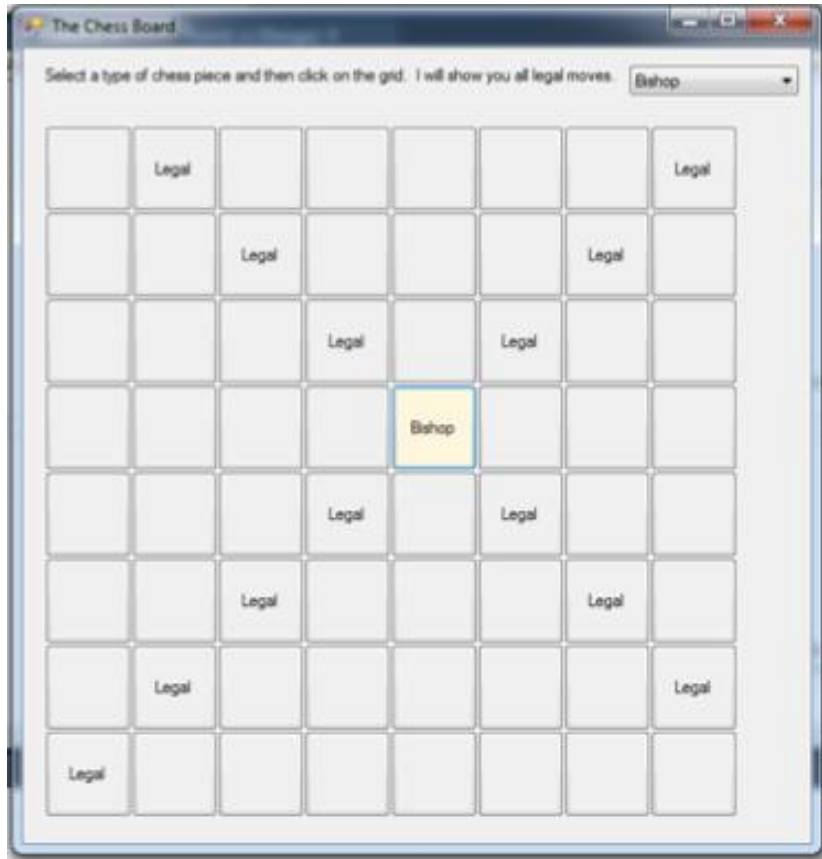 The Chess Board
Select a type of chess piece and then click on the grid. I will show you all legal moves.
Bishop
Legal Legal
Legal Legal
Legal Legal
Bishop
Legal Legal
Legal Legal
Legal Legal
Legal